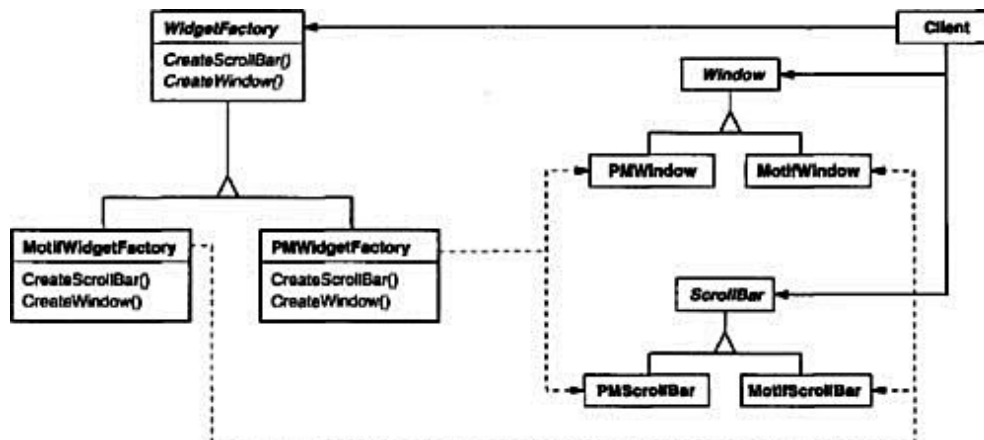 WidgetFactory
CreateScrollBar()
CreateWindow()
Client
Window
PMWindow
MotifWindow
MotifWidgetFactory
CreateScrollBar()
CreateWindow()
PMWidgetFactory
CreateScrollBar()
CreateWindow()
ScrollBar
PMScrollBar
MotifScrollBar